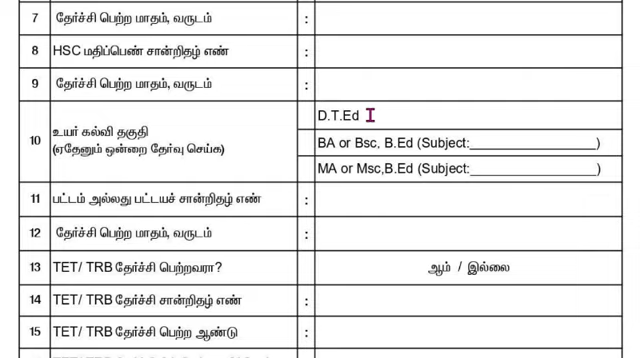 7 தேர்ச்சி பெற்ற மாதம், வருடம் :
8 HSC மதிப்பெண் சான்றிதழ் எண் :
9 தேர்ச்சி பெற்ற மாதம், வருடம் :
D.T.Ed
10 உயர் கல்வி தகுதி
(ஏதேனும் ஒன்றை தேர்வு செய்க)
BA or Bsc, B.Ed (Subject:_________________)
MA or Msc,B.Ed (Subject:_________________)
11 பட்டம் அல்லது பட்டயச் சான்றிதழ் எண் :
12 தேர்ச்சி பெற்ற மாதம், வருடம் :
13 TET/ TRB தேர்ச்சி பெற்றவரா? ஆம் / இல்லை
14 TET/ TRB தேர்ச்சி சான்றிதழ் எண் :
15 TET/ TRB தேர்ச்சி பெற்ற ஆண்டு :